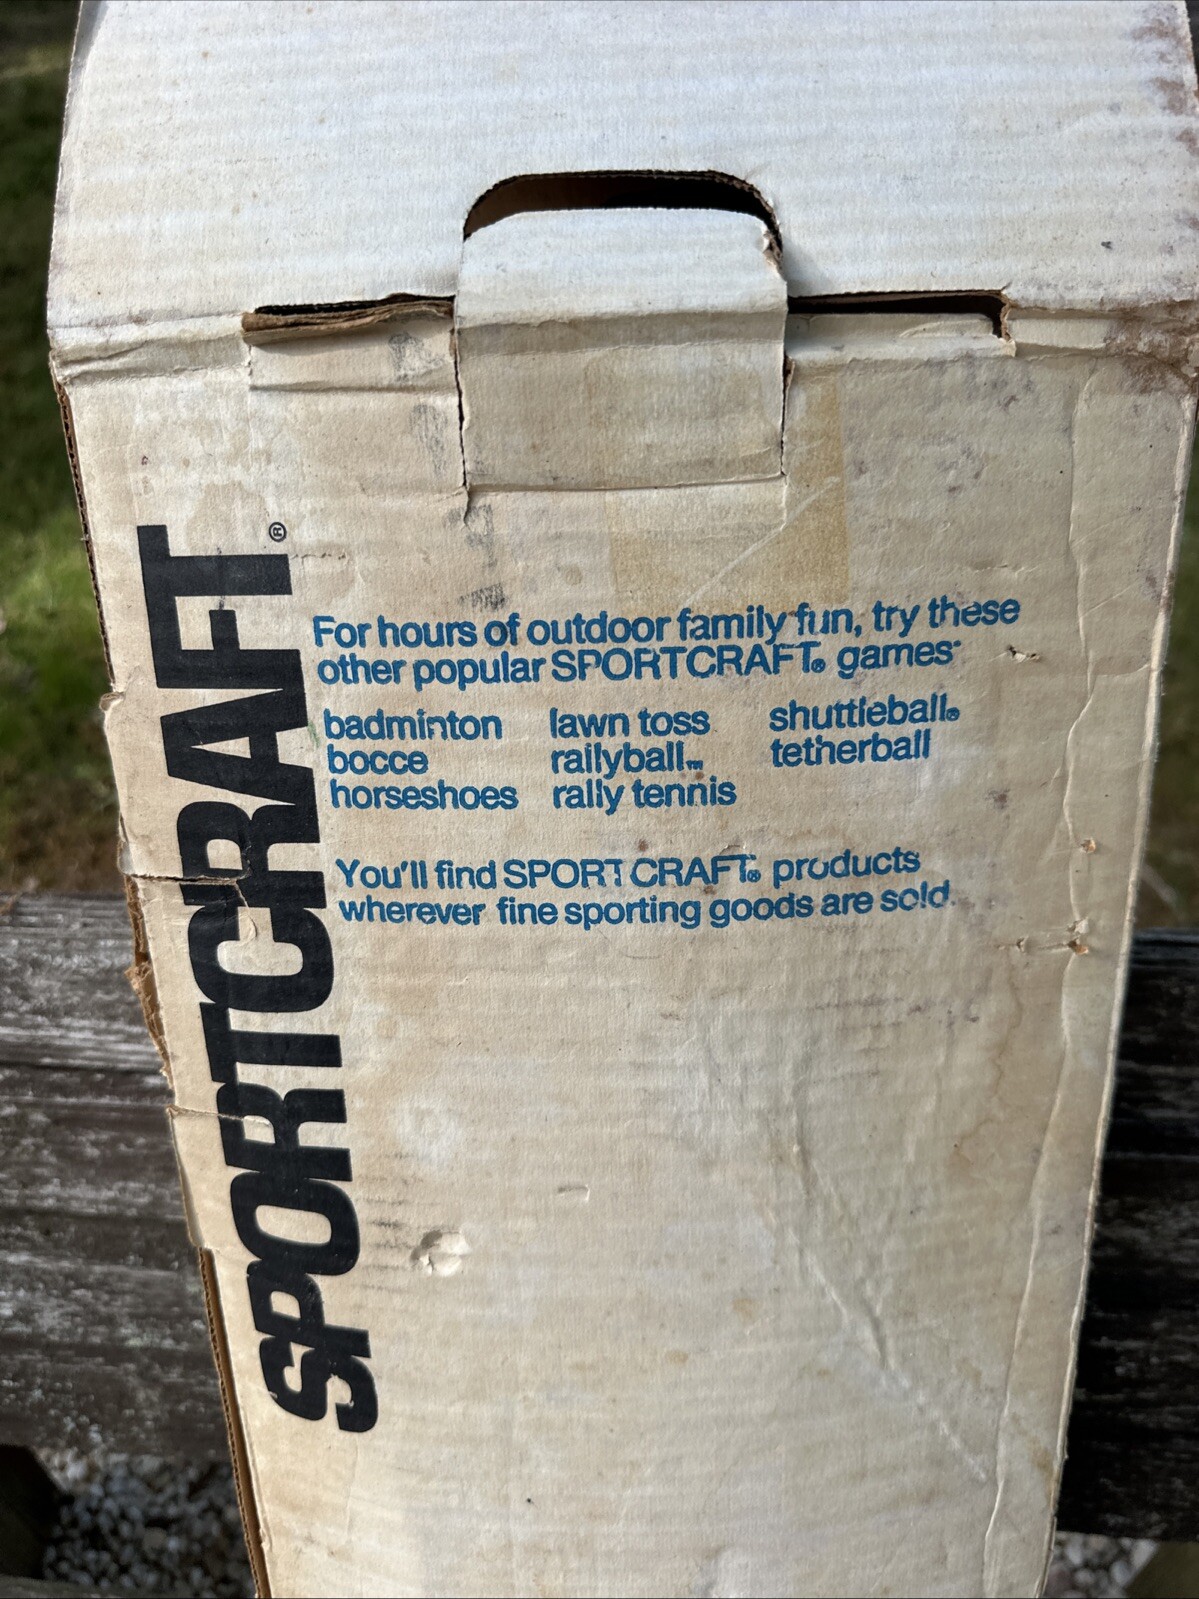 SPORTCRAFT®
For hours of outdoor family fun, try these
other popular SPORTCRAFT® games
badminton lawn toss shuttleball®
bocce rallyball™ tetherball
horseshoes rally tennis
You'll find SPORTCRAFT® products
wherever fine sporting goods are sold.